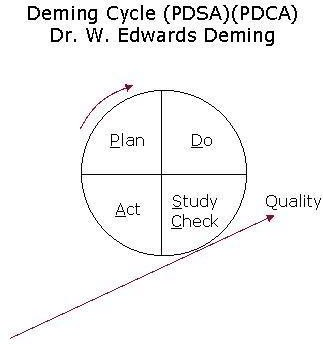 Deming Cycle (PDSA)(PDCA)
Dr. W. Edwards Deming
Plan
Do
Act
Study
Check
Quality